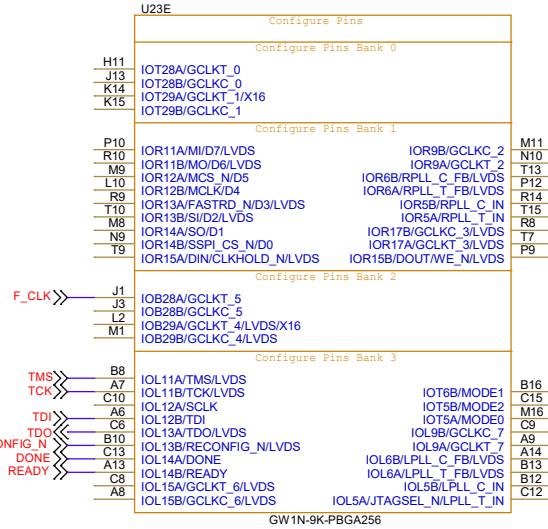 U23E
Configure Pins
Configure Pins Bank 0
H11 IOT28A/GCLKT_0
J13 IOT28B/GCLKC_0
K14 IOT29A/GCLKT_1/X16
K15 IOT29B/GCLKC_1
Configure Pins Bank 1
P10 IOR11A/MI/D7/LVDS IOR9B/GCLKC_2 M11
R10 IOR11B/MO/D6/LVDS IOR9A/GCLKT_2 N10
M9 IOR12A/MCS_N/D5 IOR6B/RPLL_C_FB/LVDS T13
L10 IOR12B/MCLK/D4 IOR6A/RPLL_T_FB/LVDS P12
R9 IOR13A/FASTRD_N/D3/LVDS IOR5B/RPLL_C_IN R14
T10 IOR13B/SI/D2/LVDS IOR5A/RPLL_T_IN T15
M8 IOR14A/SO/D1 IOR17B/GCLKC_3/LVDS R8
N9 IOR14B/SSPI_CS_N/D0 IOR17A/GCLKT_3/LVDS T7
T9 IOR15A/DIN/CLKHOLD_N/LVDS IOR15B/DOUT/WE_N/LVDS P9
Configure Pins Bank 2
F_CLK J1 IOB28A/GCLKT_5
J3 IOB28B/GCLKC_5
L2 IOB29A/GCLKT_4/LVDS/X16
M1 IOB29B/GCLKC_4/LVDS
Configure Pins Bank 3
TMS B8 IOL11A/TMS/LVDS
TCK A7 IOL11B/TCK/LVDS IOT6B/MODE1 B16
C10 IOL12A/SCLK IOT5B/MODE2 C15
TDI A6 IOL12B/TDI IOT5A/MODE0 M16
TDO C6 IOL13A/TDO/LVDS IOL9B/GCLKC_7 C9
ONFIG_N B10 IOL13B/RECONFIG_N/LVDS IOL9A/GCLKT_7 A9
DONE C13 IOL14A/DONE IOL6B/LPLL_C_FB/LVDS A14
READY A13 IOL14B/READY IOL6A/LPLL_T_FB/LVDS B13
C8 IOL15A/GCLKT_6/LVDS IOL5B/LPLL_C_IN B12
A8 IOL15B/GCLKC_6/LVDS IOL5A/JTAGSEL_N/LPLL_T_IN C12
GW1N-9K-PBGA256